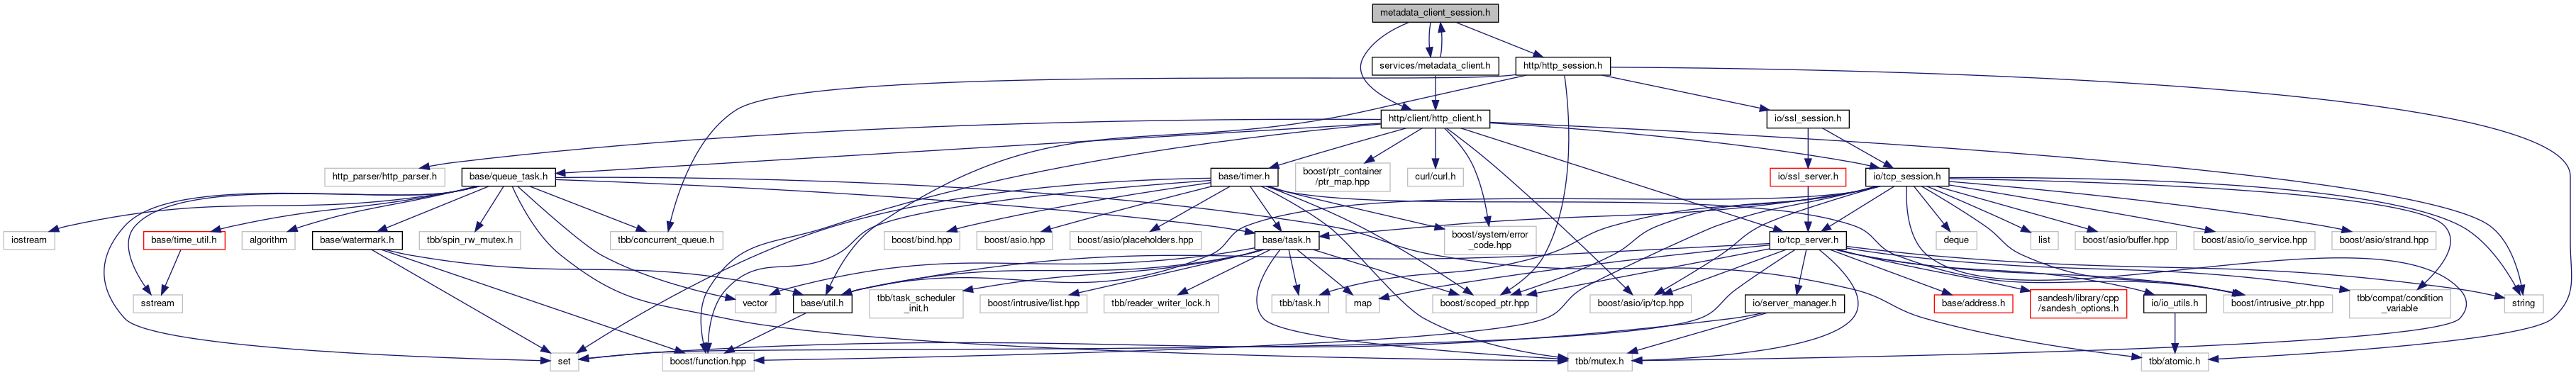 metadata_client_session.h
services/metadata_client.h
http/http_session.h
http/client/http_client.h
io/ssl_session.h
http_parser/http_parser.h
base/queue_task.h
base/timer.h
boost/ptr_container
/ptr_map.hpp
curl/curl.h
io/ssl_server.h
io/tcp_session.h
iostream
base/time_util.h
algorithm
base/watermark.h
tbb/spin_rw_mutex.h
tbb/concurrent_queue.h
boost/bind.hpp
boost/asio.hpp
boost/asio/placeholders.hpp
base/task.h
boost/system/error
_code.hpp
io/tcp_server.h
deque
list
boost/asio/buffer.hpp
boost/asio/io_service.hpp
boost/asio/strand.hpp
sstream
vector
base/util.h
tbb/task_scheduler
_init.h
boost/intrusive/list.hpp
tbb/reader_writer_lock.h
tbb/task.h
map
boost/scoped_ptr.hpp
boost/asio/ip/tcp.hpp
io/server_manager.h
base/address.h
sandesh/library/cpp
/sandesh_options.h
io/io_utils.h
boost/intrusive_ptr.hpp
tbb/compat/condition
_variable
string
set
boost/function.hpp
tbb/mutex.h
tbb/atomic.h